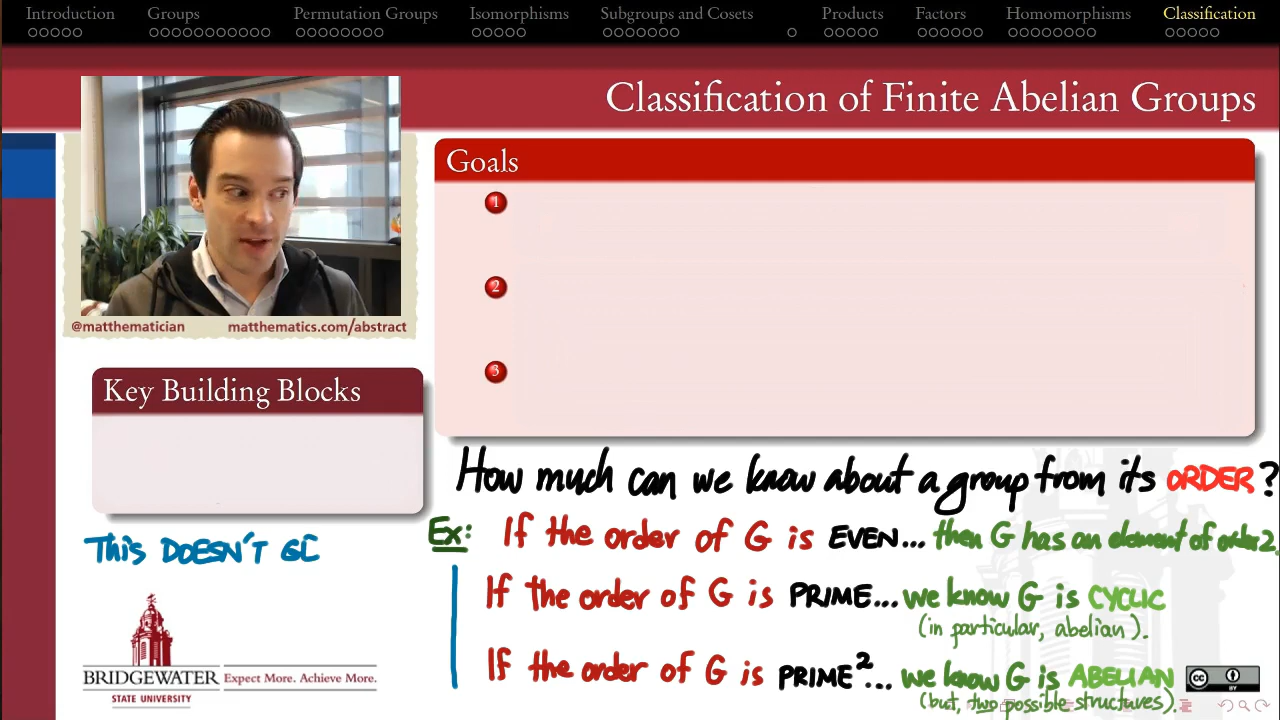 Introduction Groups Permutation Groups Isomorphisms Subgroups and Cosets Products Factors Homomorphisms Classification
Classification of Finite Abelian Groups
Goals
1
2
3
@matthematician matthematics.com/abstract
Key Building Blocks
This DOESN'T GE
How much can we know about a group from its ORDER?
Ex: If the order of G is EVEN... then G has an element of order 2.
If the order of G is PRIME... we know G is CYCLIC
(in particular, abelian).
If the order of G is PRIME²... we know G is ABELIAN
(but, two possible structures).
BRIDGEWATER
STATE UNIVERSITY
Expect More. Achieve More.
CC BY